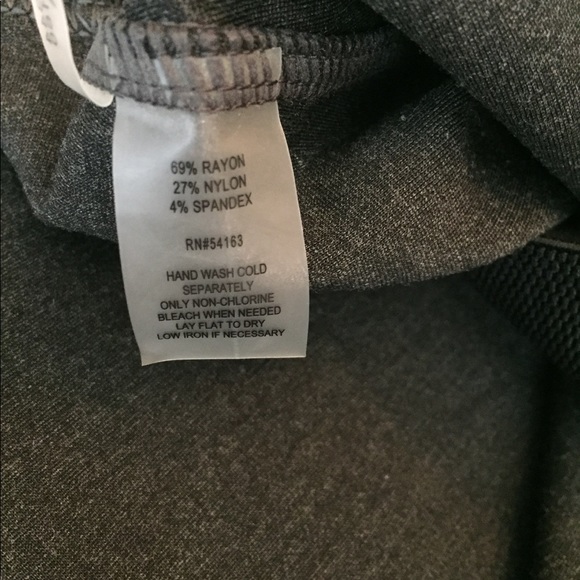 69% RAYON
27% NYLON
4% SPANDEX
RN#54163
HAND WASH COLD
SEPARATELY
ONLY NON-CHLORINE
BLEACH WHEN NEEDED
LAY FLAT TO DRY
LOW IRON IF NECESSARY